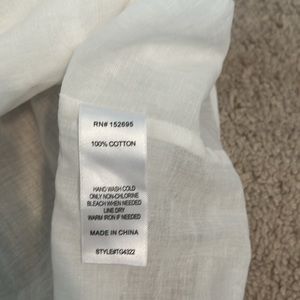 RN# 152695
100% COTTON
HAND WASH COLD
ONLY NON-CHLORINE
BLEACH WHEN NEEDED
LINE DRY
WARM IRON IF NEEDED
MADE IN CHINA
STYLE#TG4322